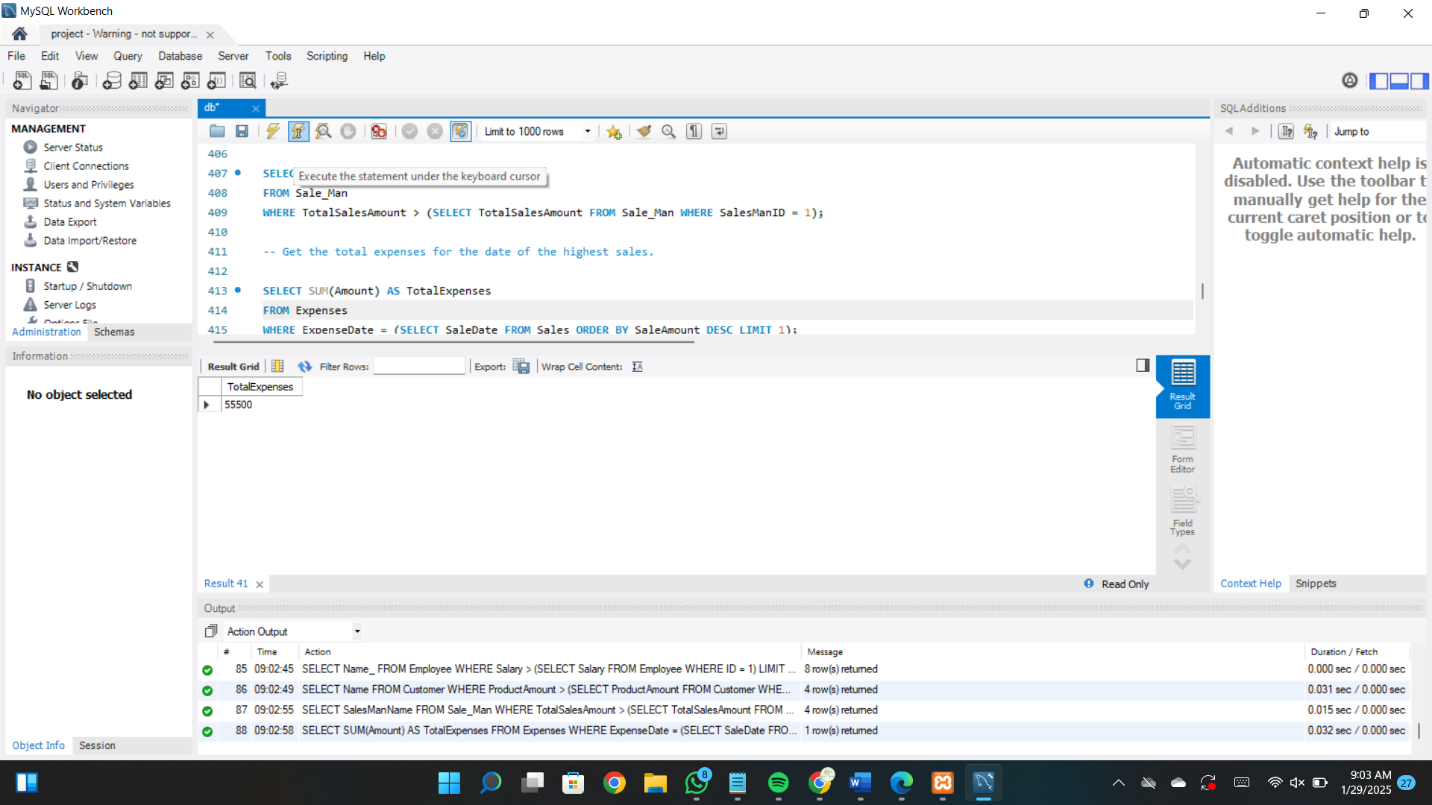 MySQL Workbench
project - Warning - not suppor...
File Edit View Query Database Server Tools Scripting Help
Navigator
MANAGEMENT
Server Status
Client Connections
Users and Privileges
Status and System Variables
Data Export
Data Import/Restore
INSTANCE
Startup / Shutdown
Server Logs
Options File
Administration Schemas
Information
No object selected
Object Info Session
db*
Limit to 1000 rows
406
407 SELEC
Execute the statement under the keyboard cursor
408 FROM Sale_Man
409 WHERE TotalSalesAmount > (SELECT TotalSalesAmount FROM Sale_Man WHERE SalesManID = 1);
410
411 -- Get the total expenses for the date of the highest sales.
412
413 SELECT SUM(Amount) AS TotalExpenses
414 FROM Expenses
415 WHERE ExpenseDate = (SELECT SaleDate FROM Sales ORDER BY SaleAmount DESC LIMIT 1);
Result Grid Filter Rows: Export: Wrap Cell Content:
TotalExpenses
55500
Result Grid
Form Editor
Field Types
Result 41
Read Only
SQLAdditions
Jump to
Automatic context help is
disabled. Use the toolbar t
manually get help for the
current caret position or to
toggle automatic help.
Context Help Snippets
Output
Action Output
# Time Action Message Duration / Fetch
85 09:02:45 SELECT Name_ FROM Employee WHERE Salary > (SELECT Salary FROM Employee WHERE ID = 1) LIMIT ... 8 row(s) returned 0.000 sec / 0.000 sec
86 09:02:49 SELECT Name FROM Customer WHERE ProductAmount > (SELECT ProductAmount FROM Customer WHE... 4 row(s) returned 0.031 sec / 0.000 sec
87 09:02:55 SELECT SalesManName FROM Sale_Man WHERE TotalSalesAmount > (SELECT TotalSalesAmount FROM ... 4 row(s) returned 0.015 sec / 0.000 sec
88 09:02:58 SELECT SUM(Amount) AS TotalExpenses FROM Expenses WHERE ExpenseDate = (SELECT SaleDate FRO... 1 row(s) returned 0.032 sec / 0.000 sec
8
9:03 AM
1/29/2025
27